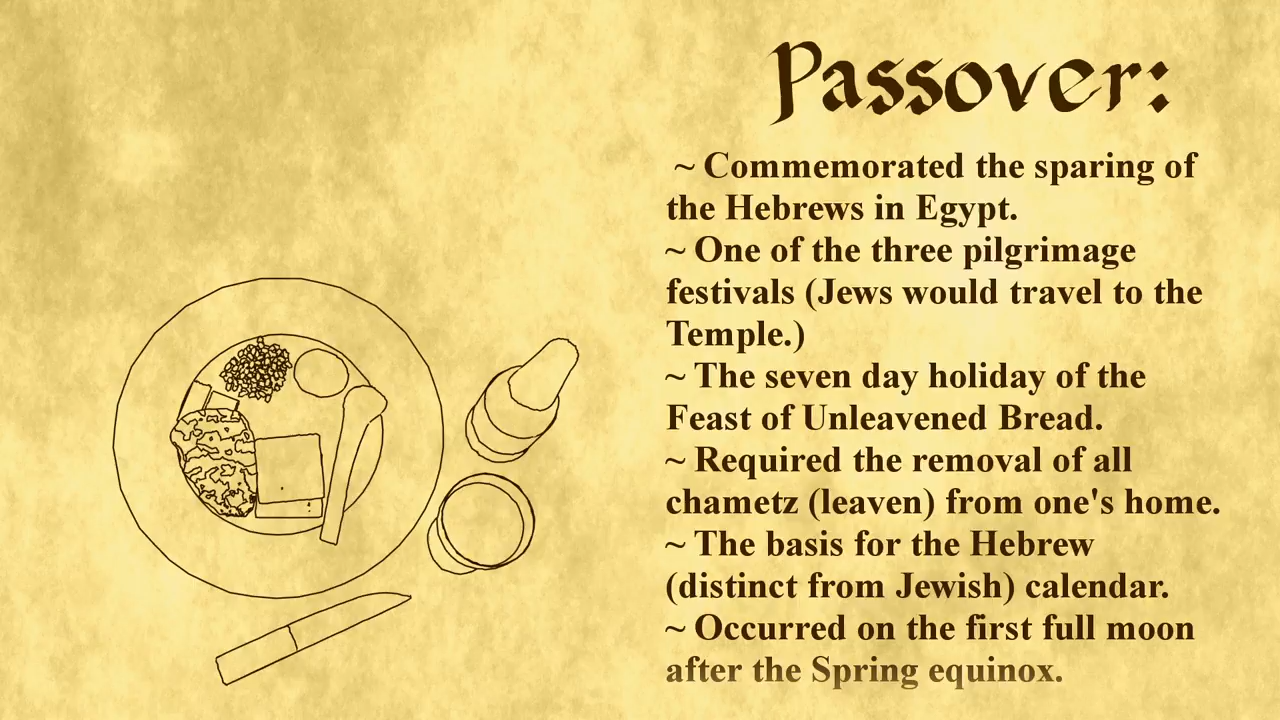 Passover:
~ Commemorated the sparing of
the Hebrews in Egypt.
~ One of the three pilgrimage
festivals (Jews would travel to the
Temple.)
~ The seven day holiday of the
Feast of Unleavened Bread.
~ Required the removal of all
chametz (leaven) from one's home.
~ The basis for the Hebrew
(distinct from Jewish) calendar.
~ Occurred on the first full moon
after the Spring equinox.